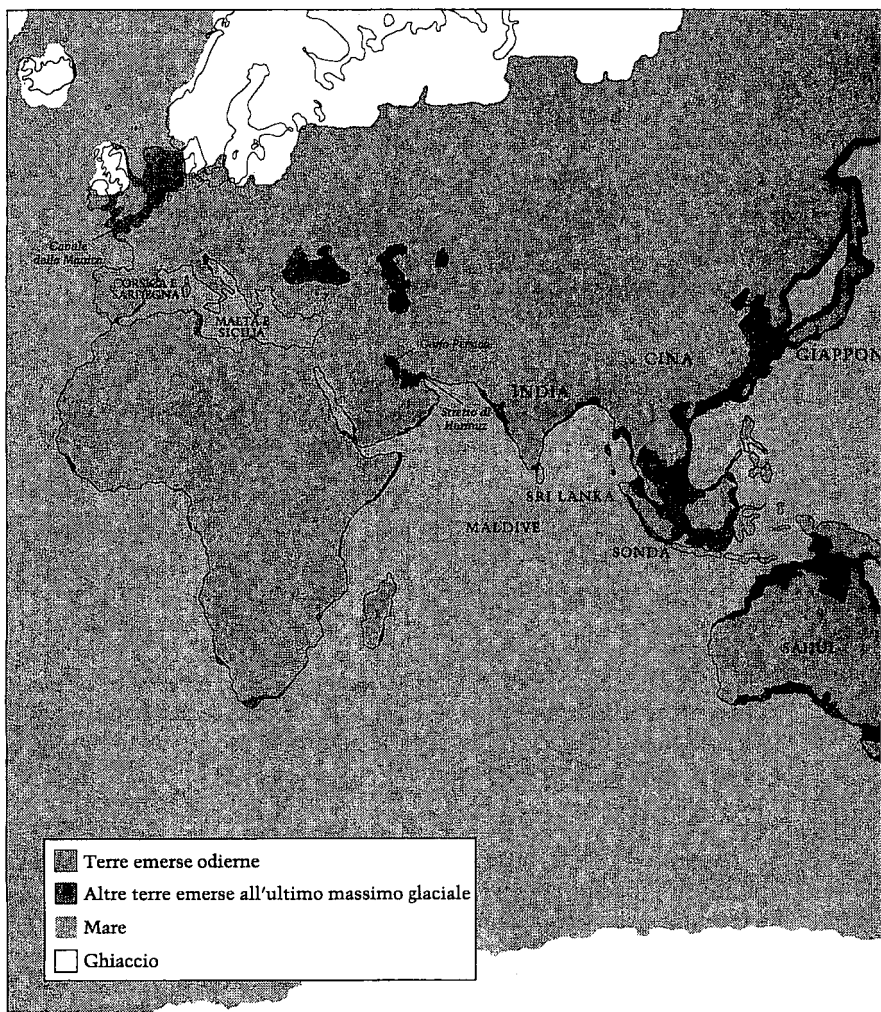 Canale
della Manica
CORSICA E
SARDEGNA
MALTA E
SICILIA
Golfo Persico
Stretto di
Hormuz
INDIA
CINA
GIAPPON
SRI LANKA
MALDIVE
SONDA
SAHUL
Terre emerse odierne
Altre terre emerse all'ultimo massimo glaciale
Mare
Ghiaccio